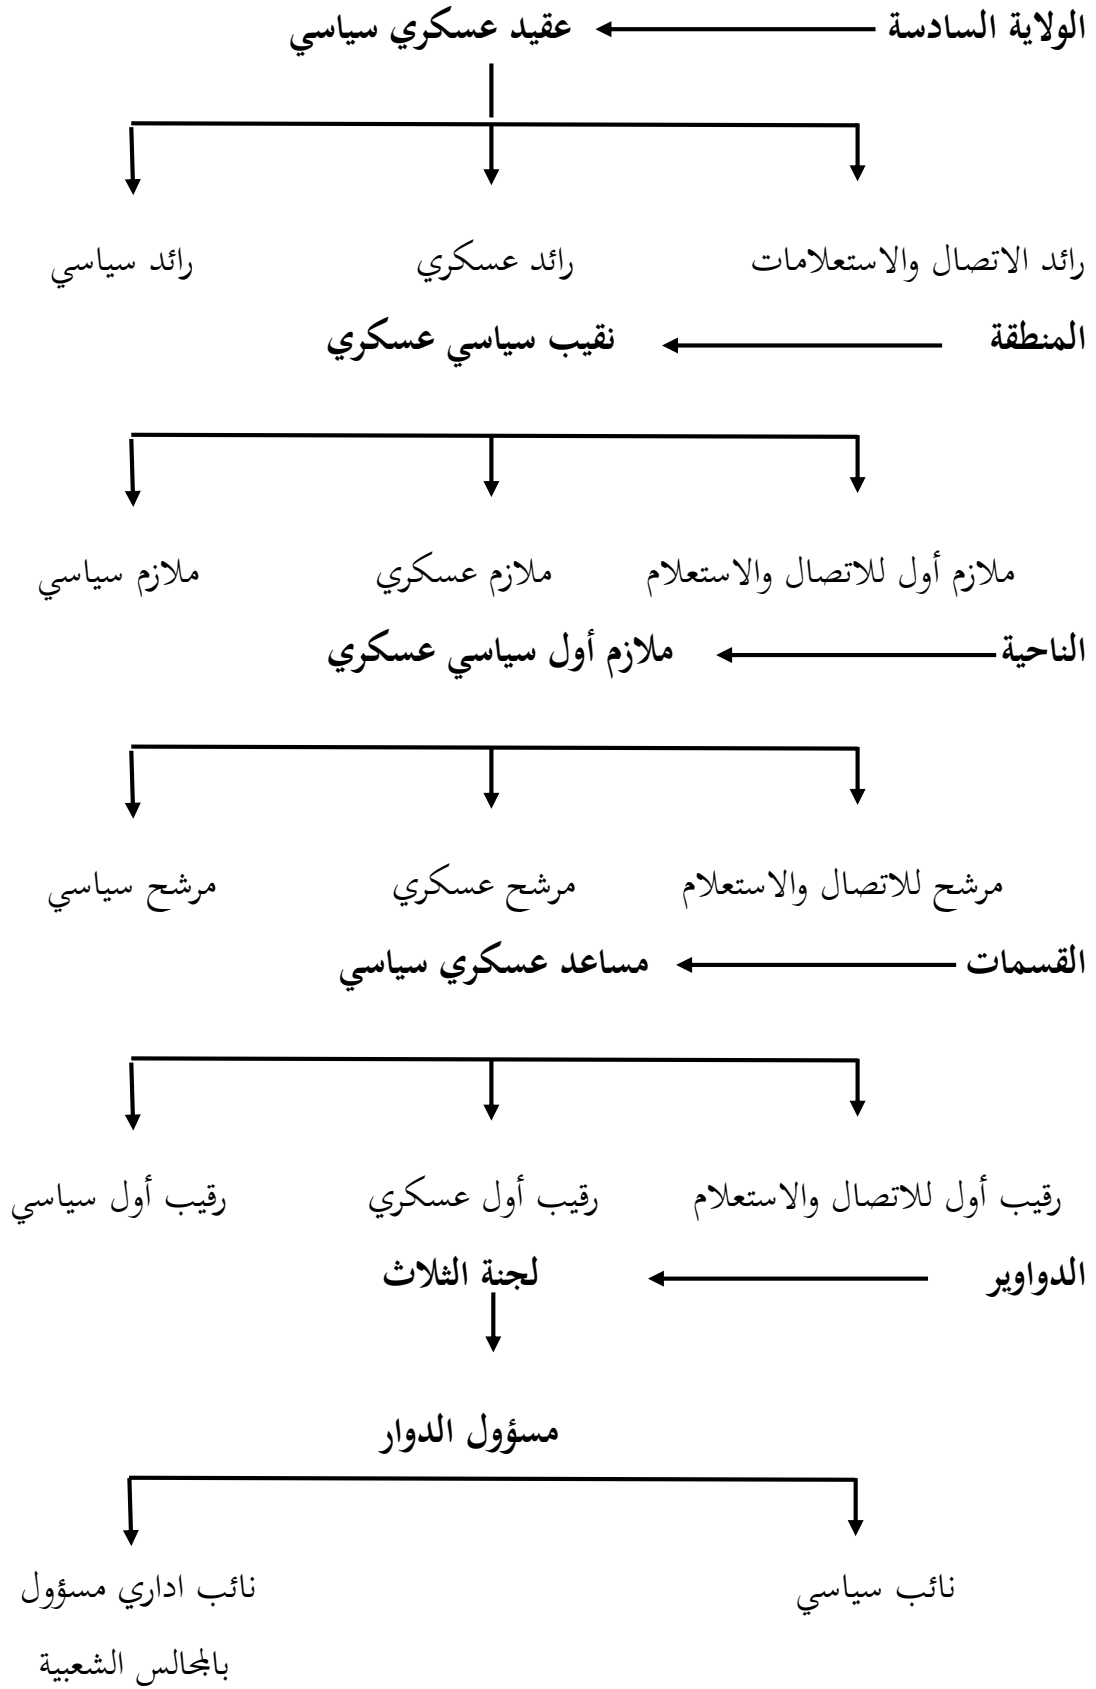 الولاية السادسة عقيد عسكري سياسي
رائد الاتصال والاستعلامات رائد عسكري رائد سياسي
المنطقة نقيب سياسي عسكري
ملازم أول للاتصال والاستعلام ملازم عسكري ملازم سياسي
الناحية ملازم أول سياسي عسكري
مرشح للاتصال والاستعلام مرشح عسكري مرشح سياسي
القسمات مساعد عسكري سياسي
رقيب أول للاتصال والاستعلام رقيب أول عسكري رقيب أول سياسي
الدواوير لجنة الثلاث
مسؤول الدوار
نائب سياسي نائب اداري مسؤول
بالمجالس الشعبية